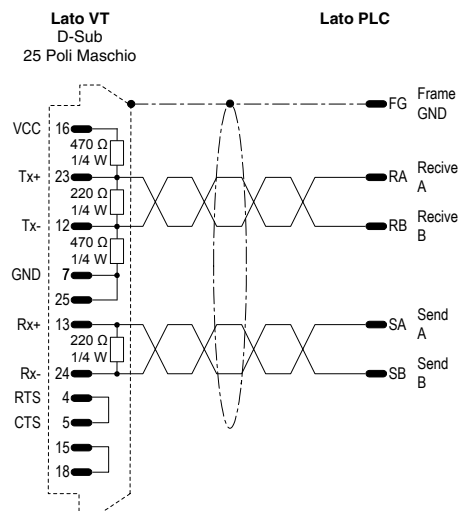 Lato VT
D-Sub
25 Poli Maschio
Lato PLC
FG Frame GND
VCC 16
470 Ω
1/4 W
Tx+ 23
RA Recive A
220 Ω
1/4 W
Tx- 12
RB Recive B
470 Ω
1/4 W
GND 7
25
Rx+ 13
SA Send A
220 Ω
1/4 W
Rx- 24
SB Send B
RTS 4
CTS 5
15
18